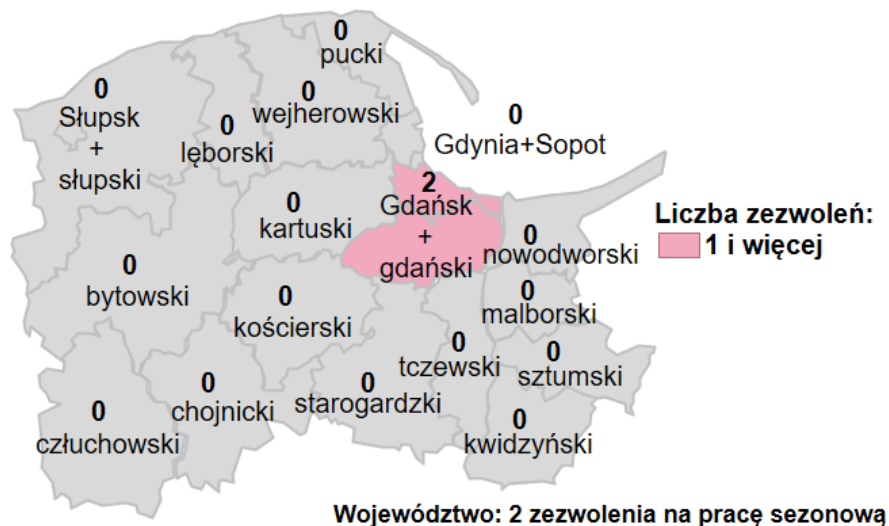 0
pucki
0
Słupsk
+
słupski
0
lęborski
0
wejherowski
0
Gdynia+Sopot
0
kartuski
2
Gdańsk
+
gdański
0
nowodworski
Liczba zezwoleń:
1 i więcej
0
bytowski
0
kościerski
0
malborski
0
tczewski
0
sztumski
0
człuchowski
0
chojnicki
0
starogardzki
0
kwidzyński
Województwo: 2 zezwolenia na pracę sezonową